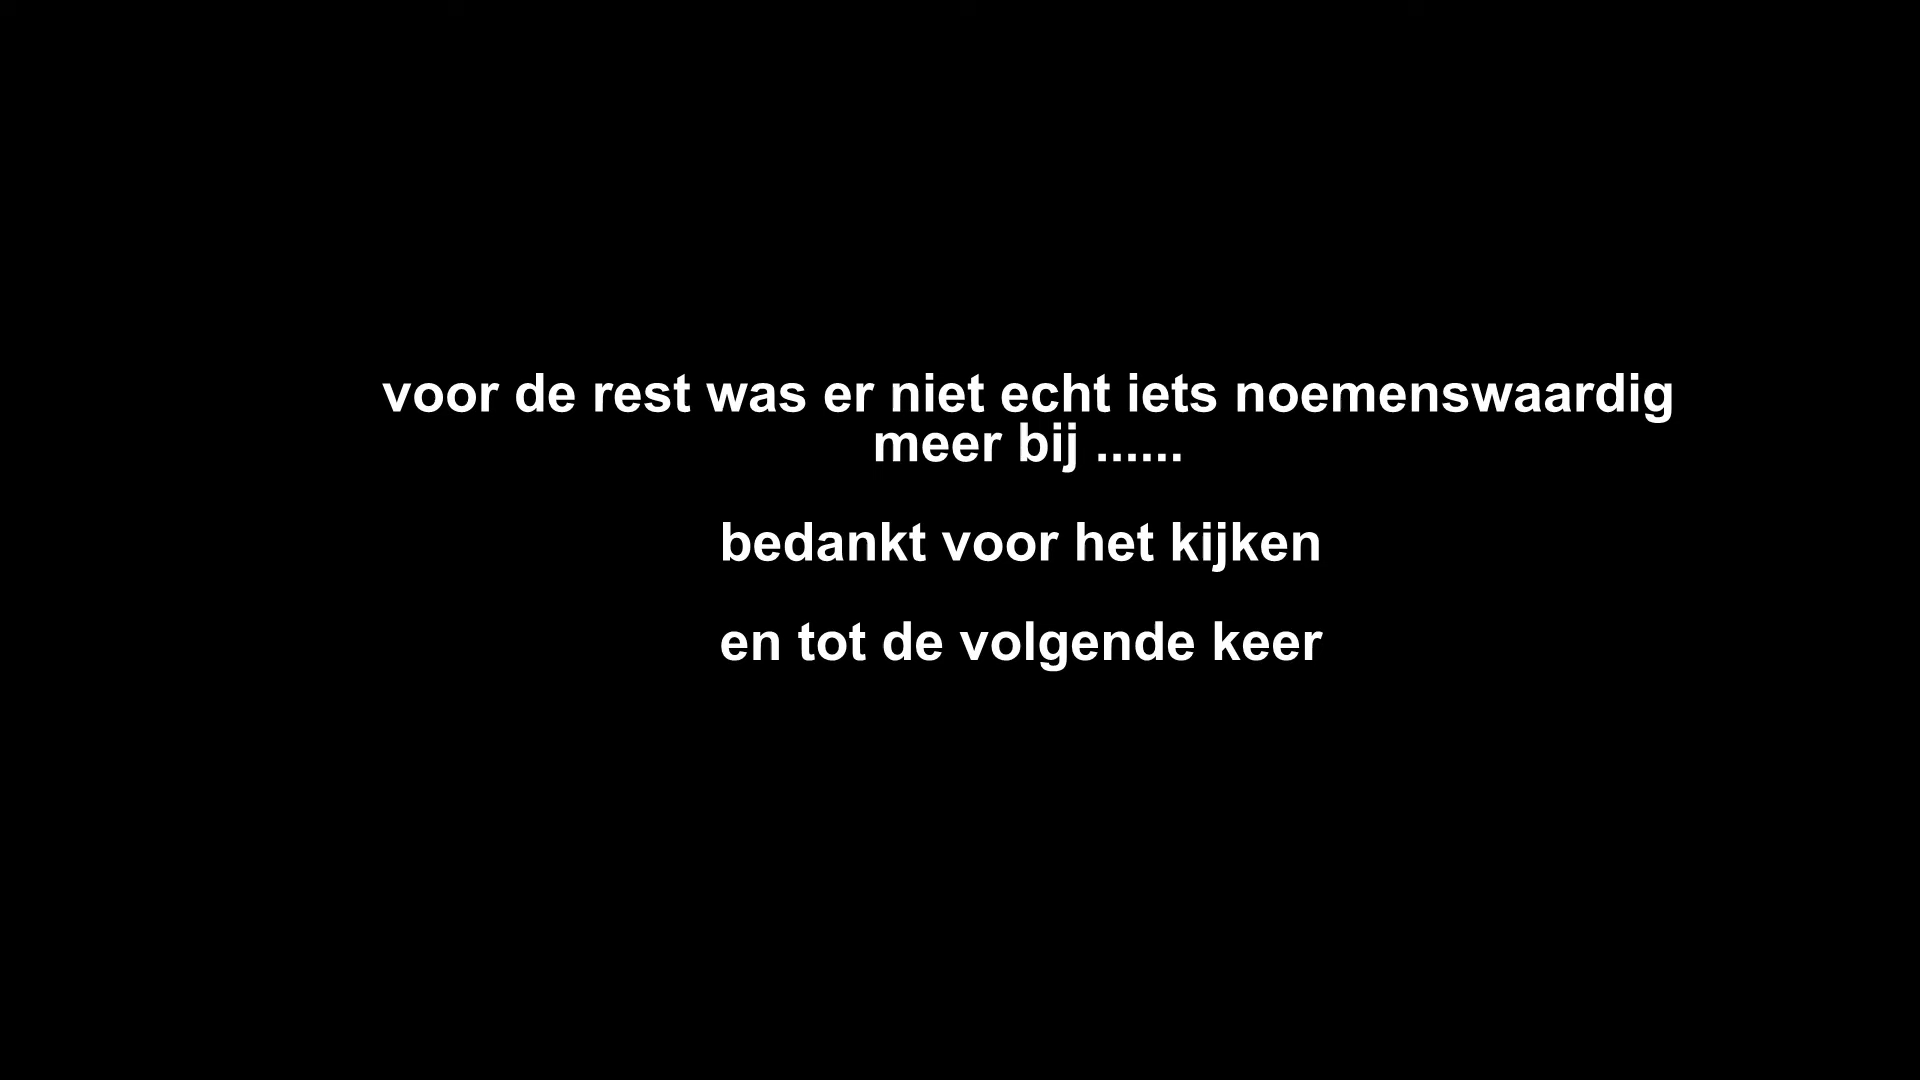 voor de rest was er niet echt iets noemenswaardig
meer bij ......
bedankt voor het kijken
en tot de volgende keer